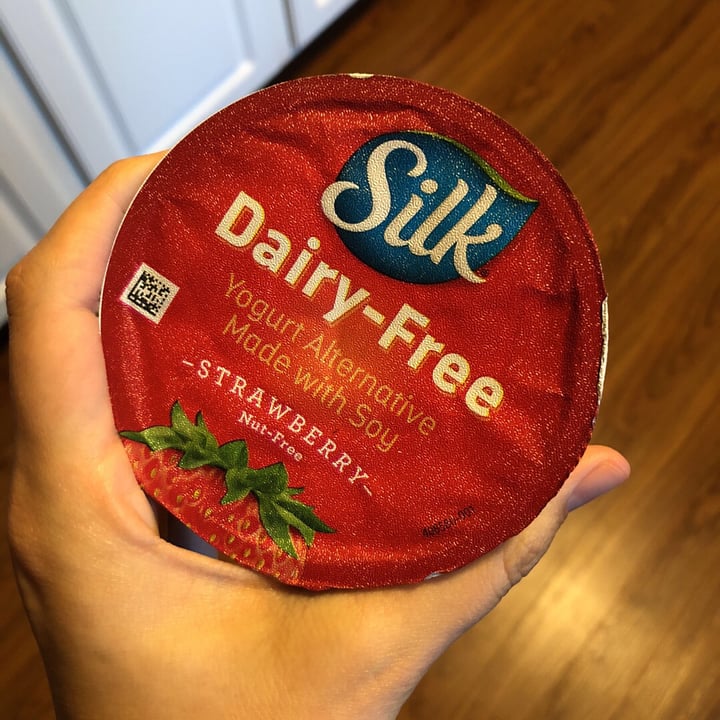 Silk
Dairy-Free
Yogurt Alternative
Made with Soy
-STRAWBERRY-
Nut-Free